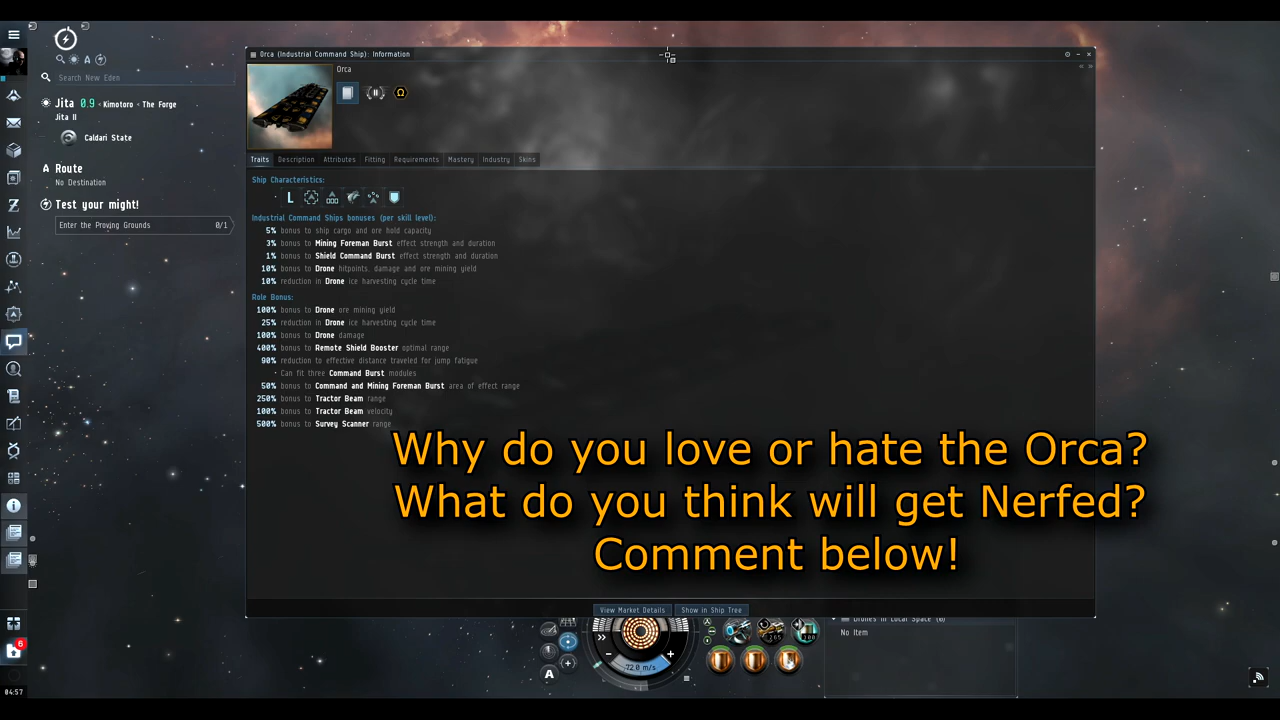 Orca (Industrial Command Ship): Information
Orca
Search New Eden
Jita 0.9 < Kimotoro < The Forge
Jita II
Caldari State
A Route
No Destination
Test your might!
Enter the Proving Grounds 0/1
Traits Description Attributes Fitting Requirements Mastery Industry Skins
Ship Characteristics:
· L
Industrial Command Ships bonuses (per skill level):
5% bonus to ship cargo and ore hold capacity
3% bonus to Mining Foreman Burst effect strength and duration
1% bonus to Shield Command Burst effect strength and duration
10% bonus to Drone hitpoints, damage and ore mining yield
10% reduction in Drone ice harvesting cycle time
Role Bonus:
100% bonus to Drone ore mining yield
25% reduction in Drone ice harvesting cycle time
100% bonus to Drone damage
400% bonus to Remote Shield Booster optimal range
90% reduction to effective distance traveled for jump fatigue
· Can fit three Command Burst modules
50% bonus to Command and Mining Foreman Burst area of effect range
250% bonus to Tractor Beam range
100% bonus to Tractor Beam velocity
500% bonus to Survey Scanner range
Why do you love or hate the Orca?
What do you think will get Nerfed?
Comment below!
View Market Details Show in Ship Tree
Drones in Local Space (0)
No Item
72.0 m/s
265
100
A
6
04:57